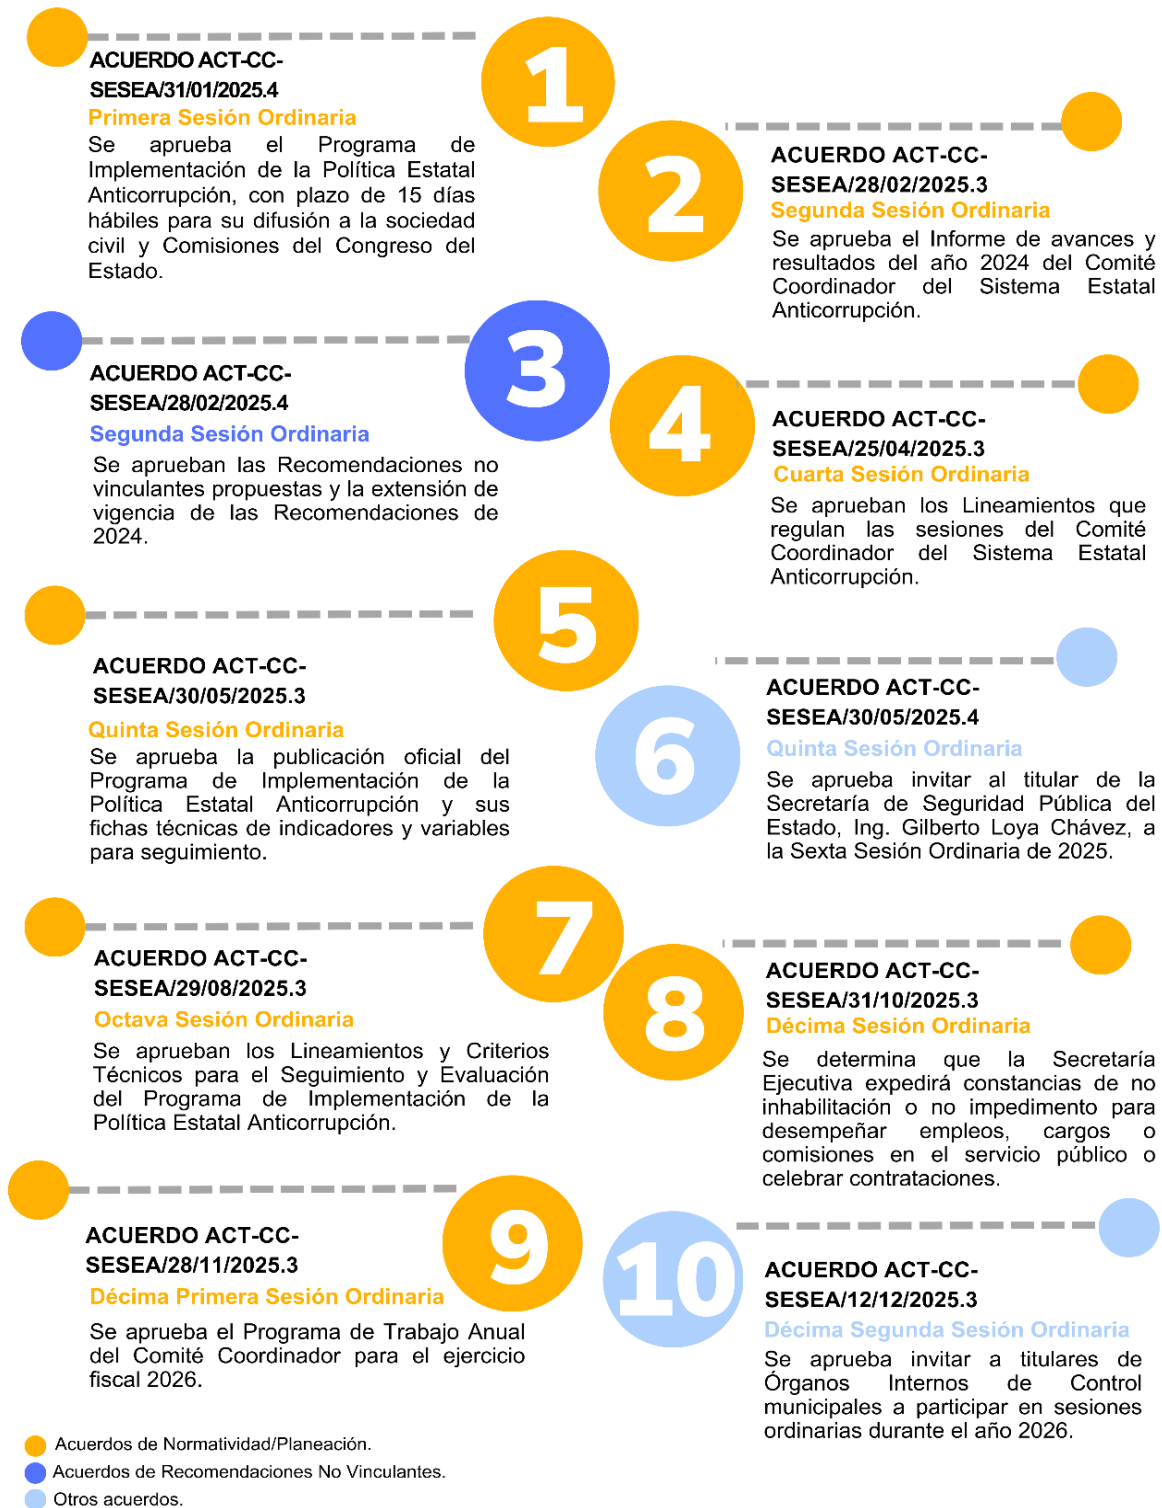 1
ACUERDO ACT-CC-
SESEA/31/01/2025.4
Primera Sesión Ordinaria
Se aprueba el Programa de
Implementación de la Política Estatal
Anticorrupción, con plazo de 15 días
hábiles para su difusión a la sociedad
civil y Comisiones del Congreso del
Estado.
2
ACUERDO ACT-CC-
SESEA/28/02/2025.3
Segunda Sesión Ordinaria
Se aprueba el Informe de avances y
resultados del año 2024 del Comité
Coordinador del Sistema Estatal
Anticorrupción.
3
ACUERDO ACT-CC-
SESEA/28/02/2025.4
Segunda Sesión Ordinaria
Se aprueban las Recomendaciones no
vinculantes propuestas y la extensión de
vigencia de las Recomendaciones de
2024.
4
ACUERDO ACT-CC-
SESEA/25/04/2025.3
Cuarta Sesión Ordinaria
Se aprueban los Lineamientos que
regulan las sesiones del Comité
Coordinador del Sistema Estatal
Anticorrupción.
5
ACUERDO ACT-CC-
SESEA/30/05/2025.3
Quinta Sesión Ordinaria
Se aprueba la publicación oficial del
Programa de Implementación de la
Política Estatal Anticorrupción y sus
fichas técnicas de indicadores y variables
para seguimiento.
6
ACUERDO ACT-CC-
SESEA/30/05/2025.4
Quinta Sesión Ordinaria
Se aprueba invitar al titular de la
Secretaría de Seguridad Pública del
Estado, Ing. Gilberto Loya Chávez, a
la Sexta Sesión Ordinaria de 2025.
7
ACUERDO ACT-CC-
SESEA/29/08/2025.3
Octava Sesión Ordinaria
Se aprueban los Lineamientos y Criterios
Técnicos para el Seguimiento y Evaluación
del Programa de Implementación de la
Política Estatal Anticorrupción.
8
ACUERDO ACT-CC-
SESEA/31/10/2025.3
Décima Sesión Ordinaria
Se determina que la Secretaría
Ejecutiva expedirá constancias de no
inhabilitación o no impedimento para
desempeñar empleos, cargos o
comisiones en el servicio público o
celebrar contrataciones.
9
ACUERDO ACT-CC-
SESEA/28/11/2025.3
Décima Primera Sesión Ordinaria
Se aprueba el Programa de Trabajo Anual
del Comité Coordinador para el ejercicio
fiscal 2026.
10
ACUERDO ACT-CC-
SESEA/12/12/2025.3
Décima Segunda Sesión Ordinaria
Se aprueba invitar a titulares de
Órganos Internos de Control
municipales a participar en sesiones
ordinarias durante el año 2026.
Acuerdos de Normatividad/Planeación.
Acuerdos de Recomendaciones No Vinculantes.
Otros acuerdos.